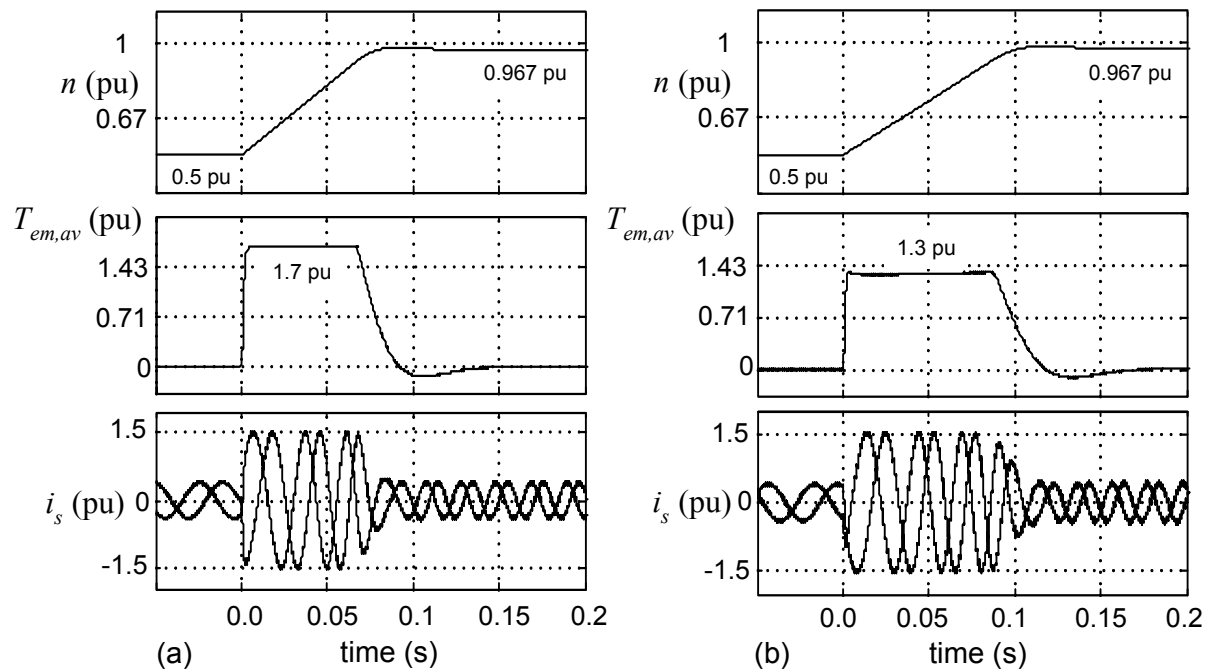 1
n (pu)
0.967 pu
0.67
0.5 pu
T_{em,av} (pu)
1.43
1.7 pu
0.71
0
1.5
i_s (pu)
0
-1.5
0.0 0.05 0.1 0.15 0.2
(a) time (s)
1
n (pu)
0.967 pu
0.67
0.5 pu
T_{em,av} (pu)
1.3 pu
1.43
0.71
0
1.5
i_s (pu)
0
-1.5
0.0 0.05 0.1 0.15 0.2
(b) time (s)